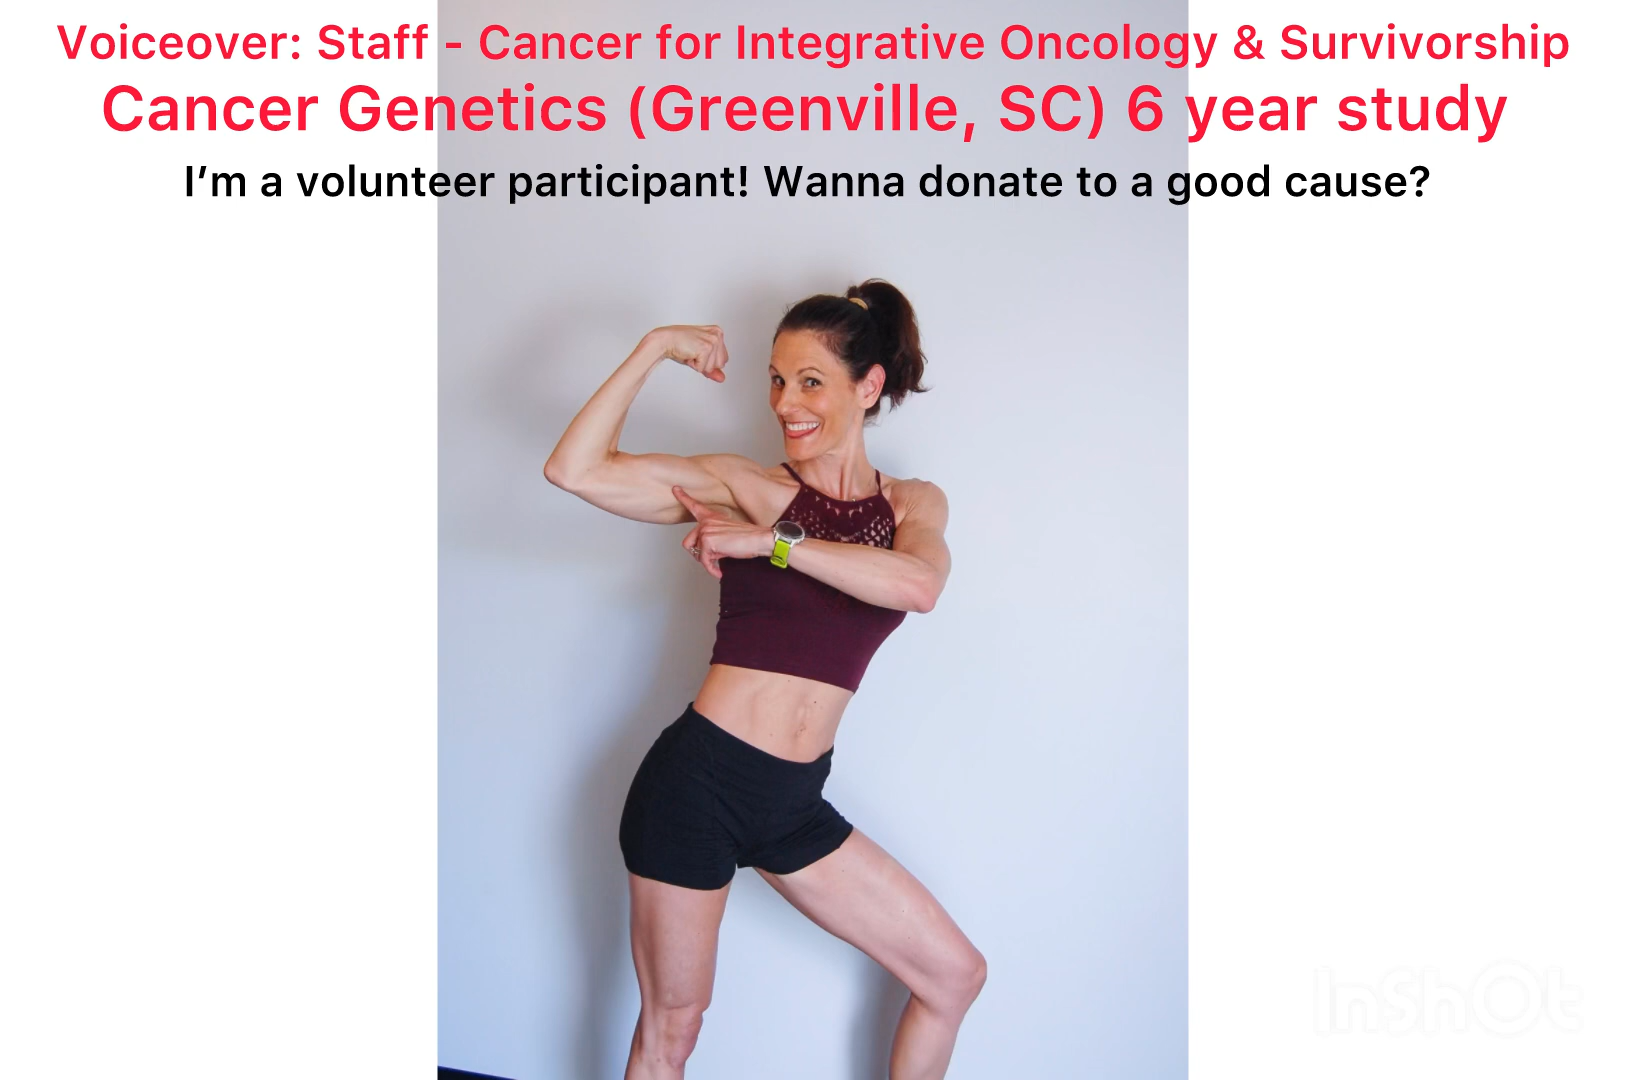 Voiceover: Staff - Cancer for Integrative Oncology & Survivorship
Cancer Genetics (Greenville, SC) 6 year study
I’m a volunteer participant! Wanna donate to a good cause?
InShOt